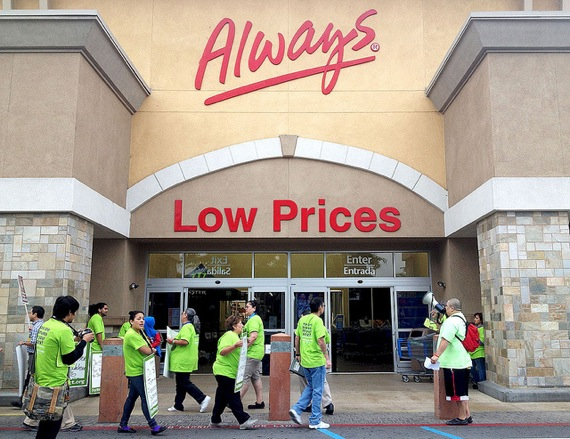 Always®
Low Prices
Exit
Salida
Enter
Entrada